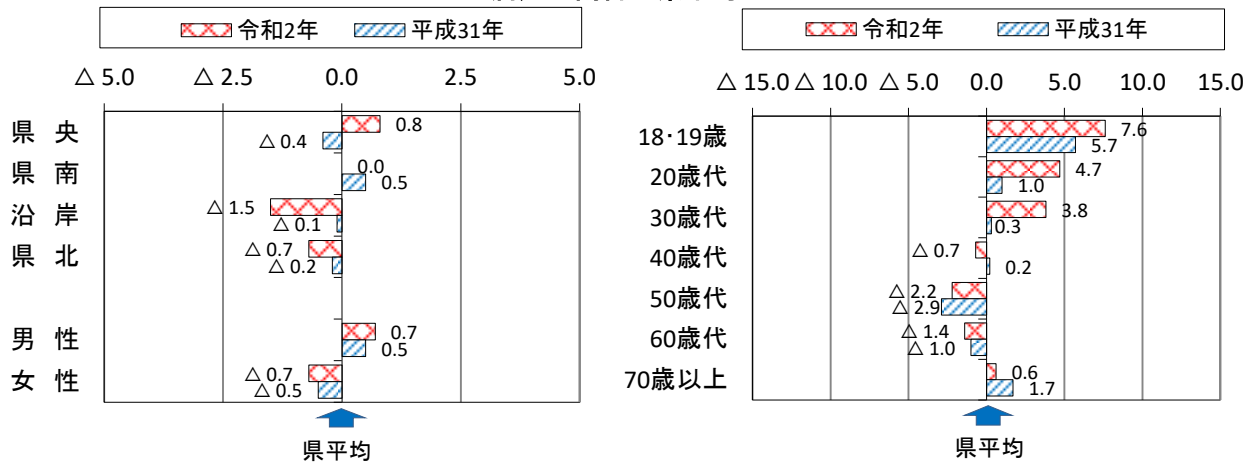 令和2年 平成31年
△ 5.0 △ 2.5 0.0 2.5 5.0
県 央 0.8
△ 0.4
県 南 0.0
0.5
沿 岸 △ 1.5
△ 0.1
県 北 △ 0.7
△ 0.2
男 性 0.7
0.5
女 性 △ 0.7
△ 0.5
県平均
令和2年 平成31年
△ 15.0 △ 10.0 △ 5.0 0.0 5.0 10.0 15.0
18・19歳 7.6
5.7
20歳代 4.7
1.0
30歳代 3.8
0.3
40歳代 △ 0.7
0.2
50歳代 △ 2.2
△ 2.9
60歳代 △ 1.4
△ 1.0
70歳以上 0.6
1.7
県平均